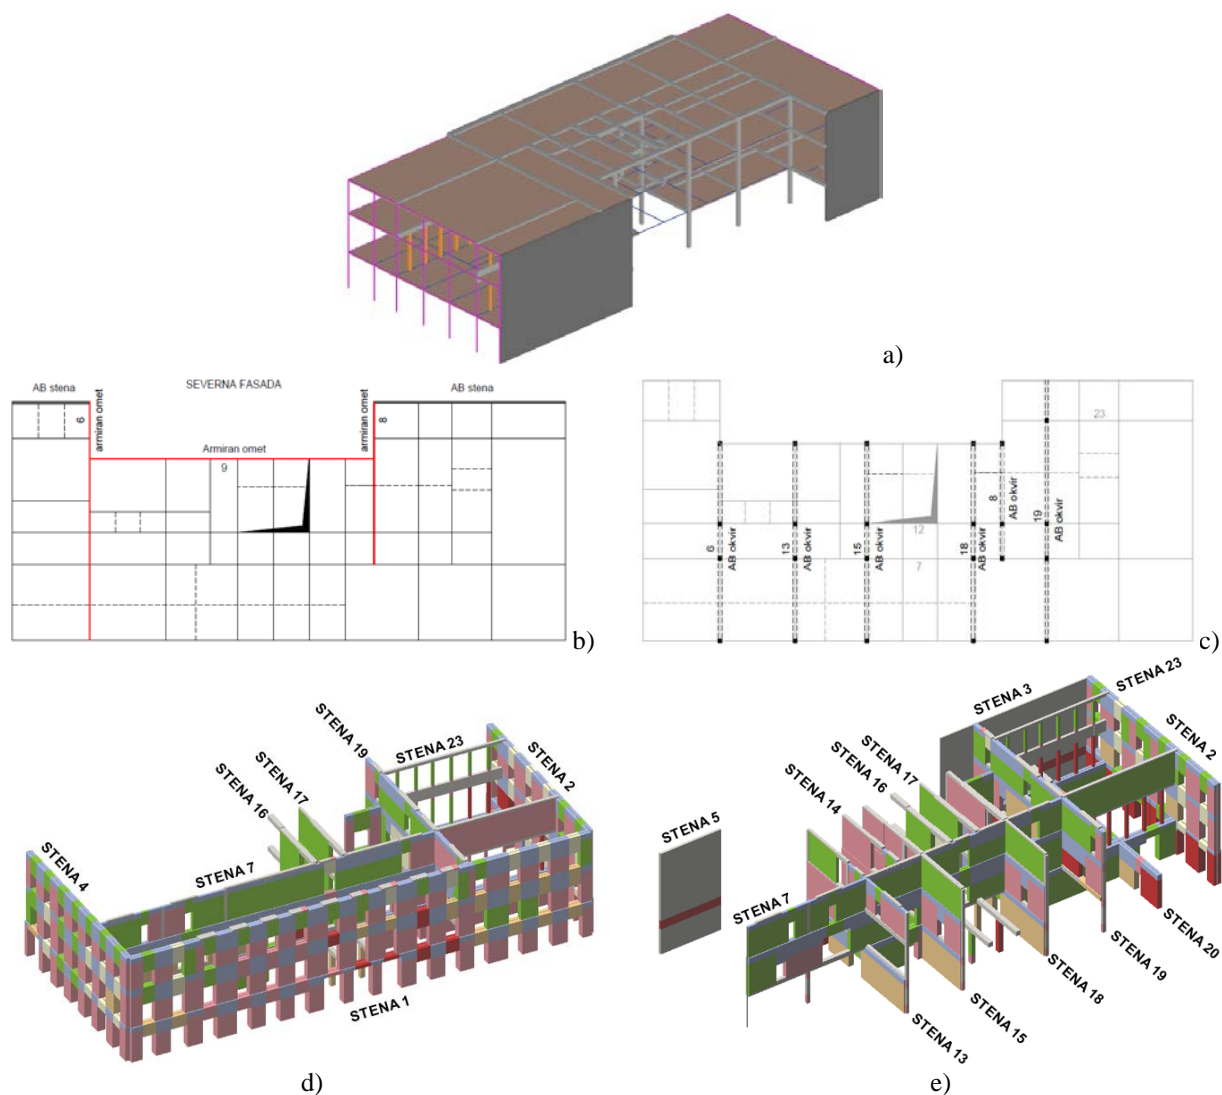 a)
AB stena
SEVERNA FASADA
AB stena
armiran omet
6
armiran omet
8
Armiran omet
9
b)
23
8
AB okvir
19
AB okvir
6
AB okvir
13
AB okvir
15
AB okvir
12
18
AB okvir
7
c)
STENA 19
STENA 23
STENA 2
STENA 17
STENA 16
STENA 7
STENA 4
STENA 1
d)
STENA 23
STENA 3
STENA 2
STENA 17
STENA 16
STENA 14
STENA 5
STENA 7
STENA 20
STENA 19
STENA 18
STENA 15
STENA 13
e)